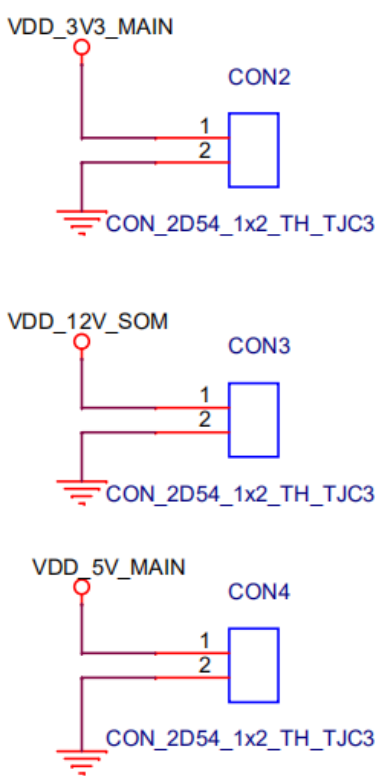 VDD_3V3_MAIN
CON2
1
2
CON_2D54_1x2_TH_TJC3
VDD_12V_SOM
CON3
1
2
CON_2D54_1x2_TH_TJC3
VDD_5V_MAIN
CON4
1
2
CON_2D54_1x2_TH_TJC3